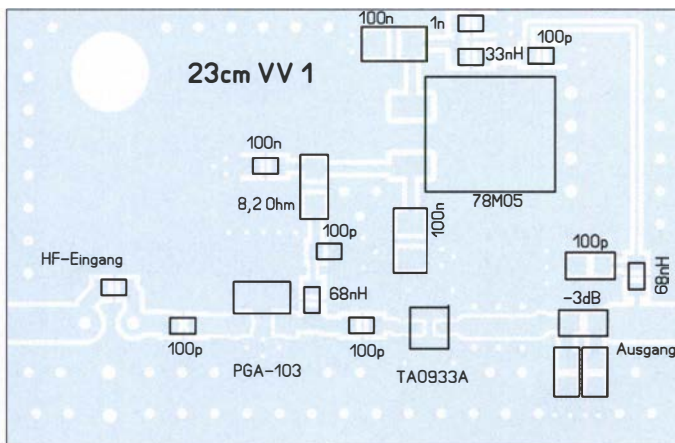 100n
1n
33nH
100p
23cm VV 1
100n
8,2 Ohm
78M05
100n
100p
100p
68nH
HF-Eingang
68nH
-3dB
100p
PGA-103
100p
TA0933A
Ausgang